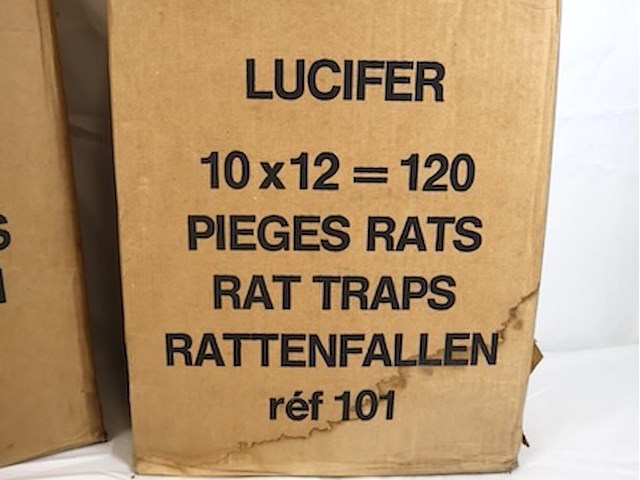 LUCIFER
10 x 12 = 120
PIEGES RATS
RAT TRAPS
RATTENFALLEN
réf 101